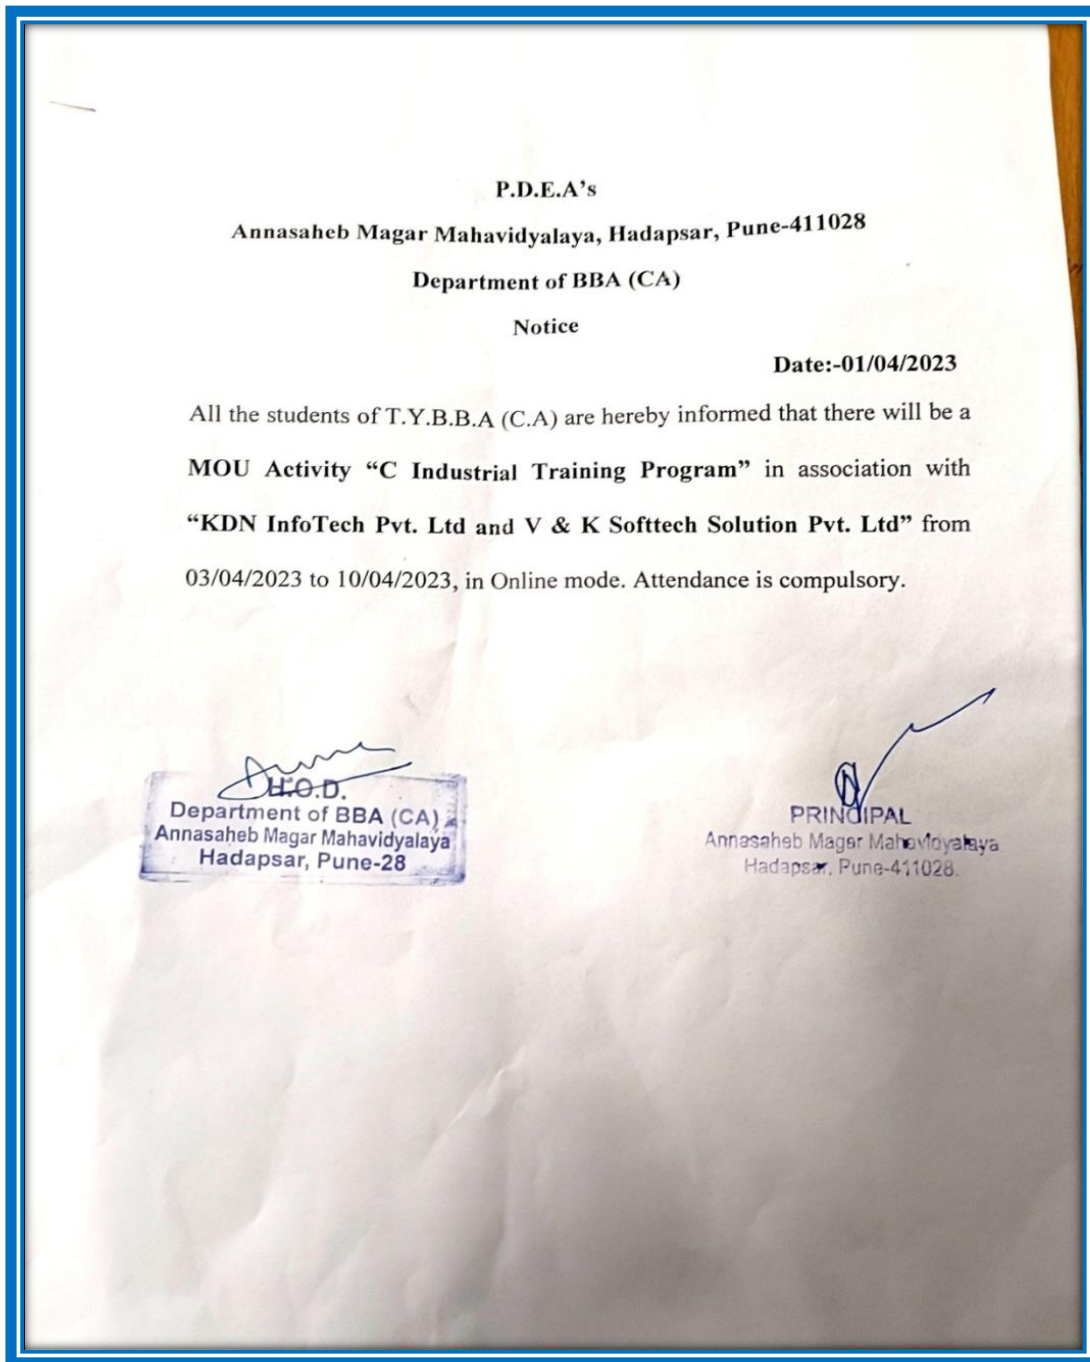 P.D.E.A's
Annasaheb Magar Mahavidyalaya, Hadapsar, Pune-411028
Department of BBA (CA)
Notice
Date:-01/04/2023
All the students of T.Y.B.B.A (C.A) are hereby informed that there will be a
MOU Activity “C Industrial Training Program” in association with
“KDN InfoTech Pvt. Ltd and V & K Softtech Solution Pvt. Ltd” from
03/04/2023 to 10/04/2023, in Online mode. Attendance is compulsory.
H.O.D.
Department of BBA (CA)
Annasaheb Magar Mahavidyalaya
Hadapsar, Pune-28
PRINCIPAL
Annasaheb Magar Mahavidyalaya
Hadapsar, Pune-411028.